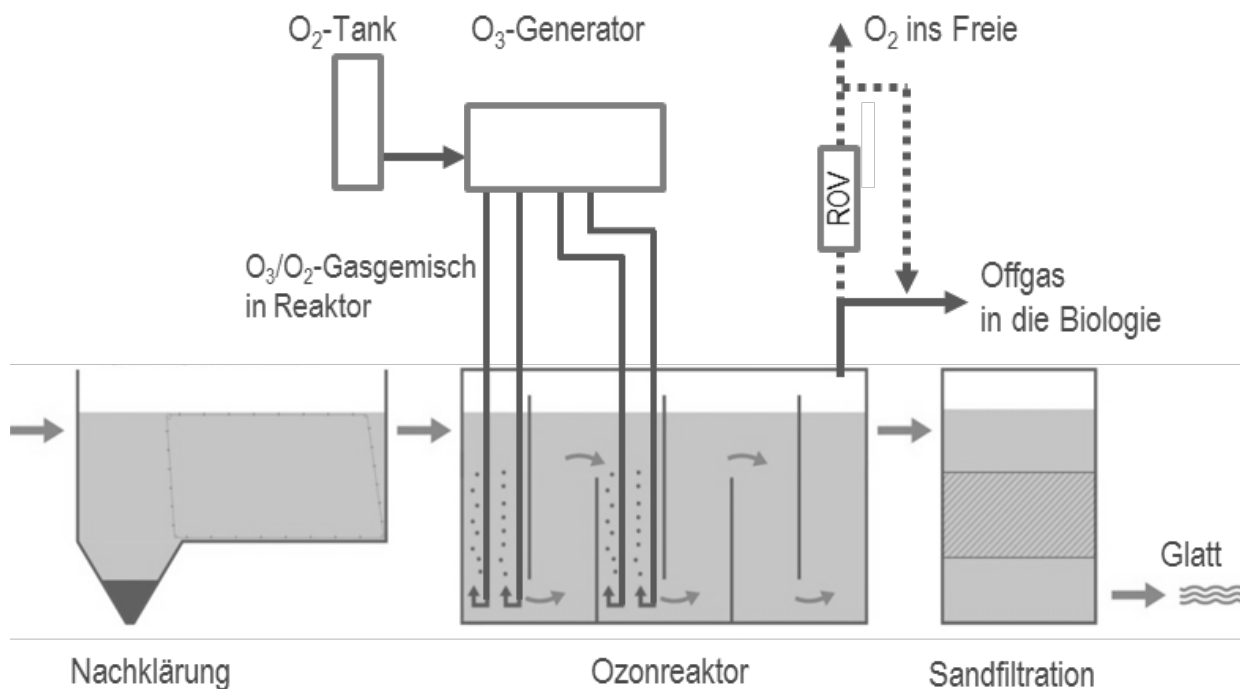 O₂-Tank
O₃-Generator
O₂ ins Freie
ROV
O₃/O₂-Gasgemisch
in Reaktor
Offgas
in die Biologie
Glatt
Nachklärung
Ozonreaktor
Sandfiltration